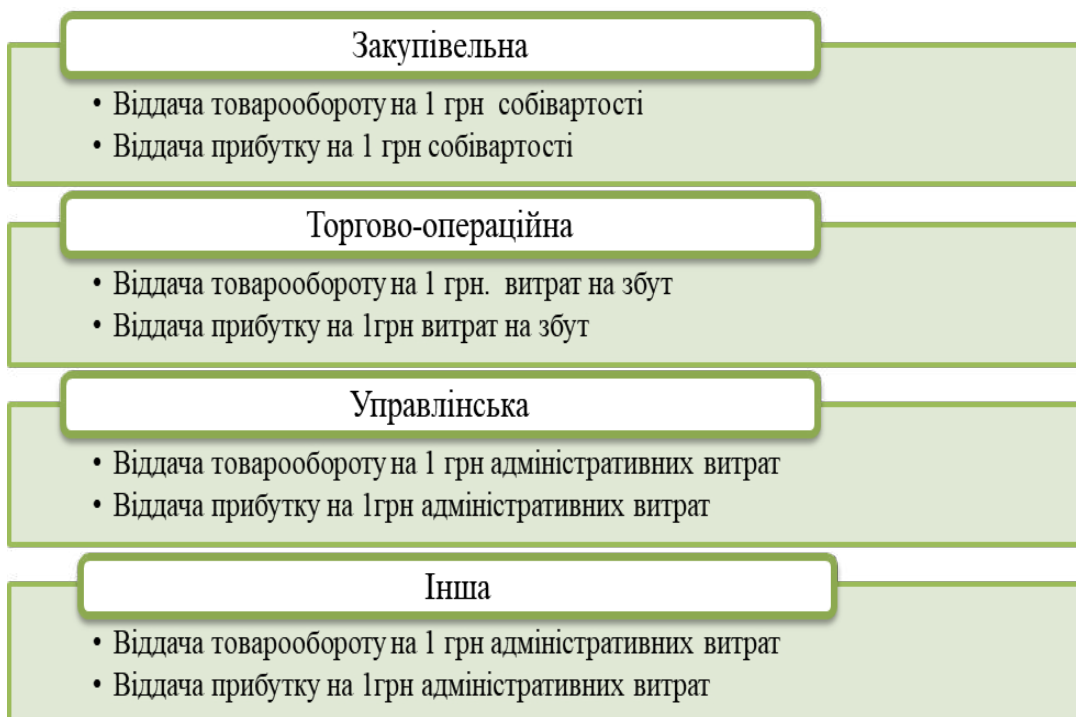 Закупівельна
• Віддача товарообороту на 1 грн собівартості
• Віддача прибутку на 1 грн собівартості
Торгово-операційна
• Віддача товарообороту на 1 грн. витрат на збут
• Віддача прибутку на 1грн витрат на збут
Управлінська
• Віддача товарообороту на 1 грн адміністративних витрат
• Віддача прибутку на 1грн адміністративних витрат
Інша
• Віддача товарообороту на 1 грн адміністративних витрат
• Віддача прибутку на 1грн адміністративних витрат